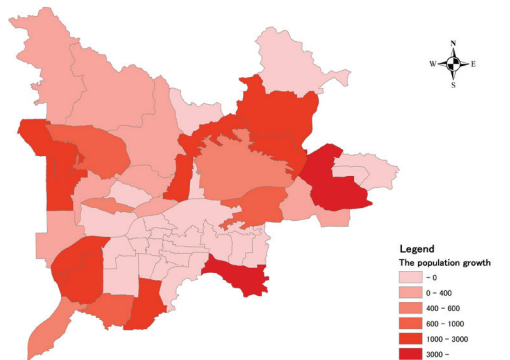 N
W E
S
Legend
The population growth
- 0
0 - 400
400 - 600
600 - 1000
1000 - 3000
3000 -